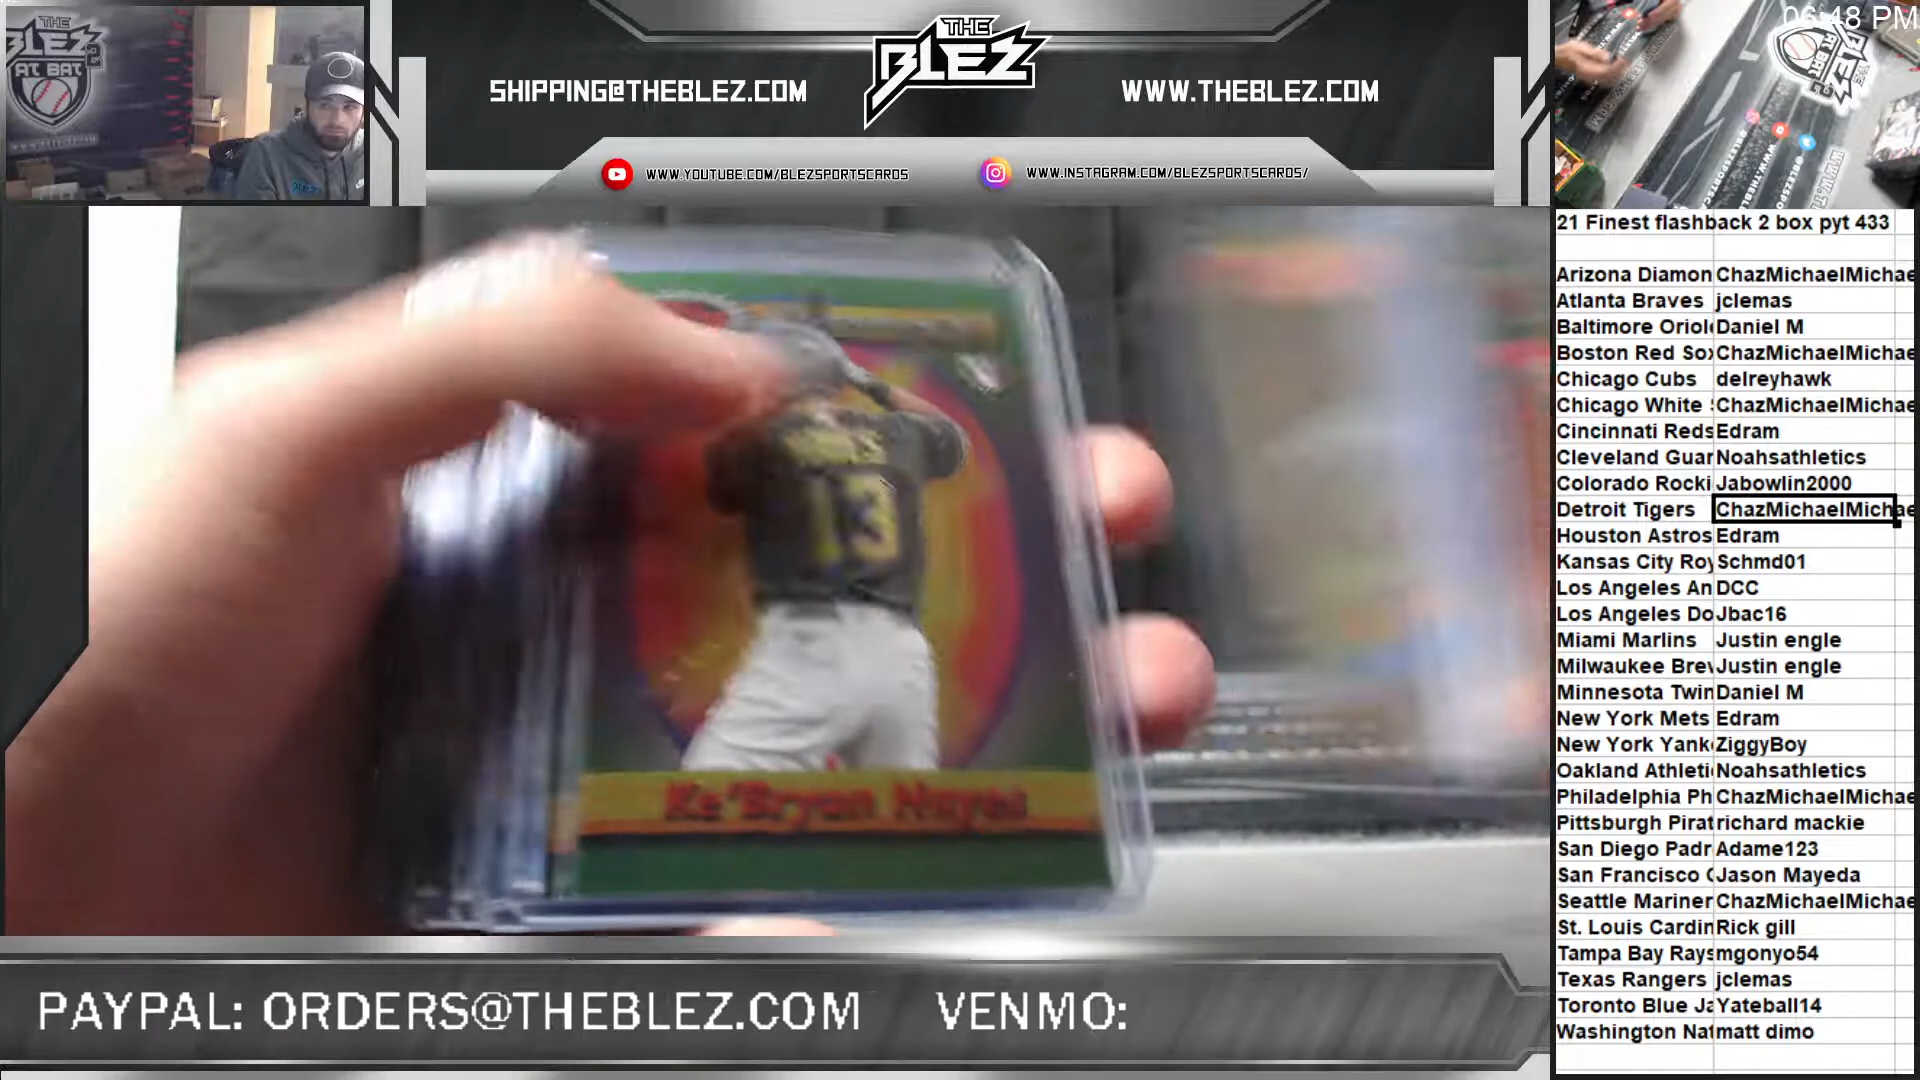 THE
BLEZ 2
AT BAT
SHIPPING@THEBLEZ.COM
THE
BLEZ
WWW.THEBLEZ.COM
WWW.YOUTUBE.COM/BLEZSPORTSCARDS
WWW.INSTAGRAM.COM/BLEZSPORTSCARDS/
06:48 PM
21 Finest flashback 2 box pyt 433
Arizona Diamon ChazMichaelMichae
Atlanta Braves jclemas
Baltimore Oriol Daniel M
Boston Red Sox ChazMichaelMichae
Chicago Cubs delreyhawk
Chicago White ChazMichaelMichae
Cincinnati Reds Edram
Cleveland Guar Noahsathletics
Colorado Rocki Jabowlin2000
Detroit Tigers ChazMichaelMichae
Houston Astros Edram
Kansas City Roy Schmd01
Los Angeles An DCC
Los Angeles Do Jbac16
Miami Marlins Justin engle
Milwaukee Brew Justin engle
Minnesota Twin Daniel M
New York Mets Edram
New York Yank ZiggyBoy
Oakland Athleti Noahsathletics
Philadelphia Ph ChazMichaelMichae
Pittsburgh Pirat richard mackie
San Diego Padr Adame123
San Francisco Jason Mayeda
Seattle Mariner ChazMichaelMichae
St. Louis Cardin Rick gill
Tampa Bay Rays mgonyo54
Texas Rangers jclemas
Toronto Blue Ja Yateball14
Washington Nat matt dimo
13
Ke'Bryan Hayes
PAYPAL: ORDERS@THEBLEZ.COM VENMO: